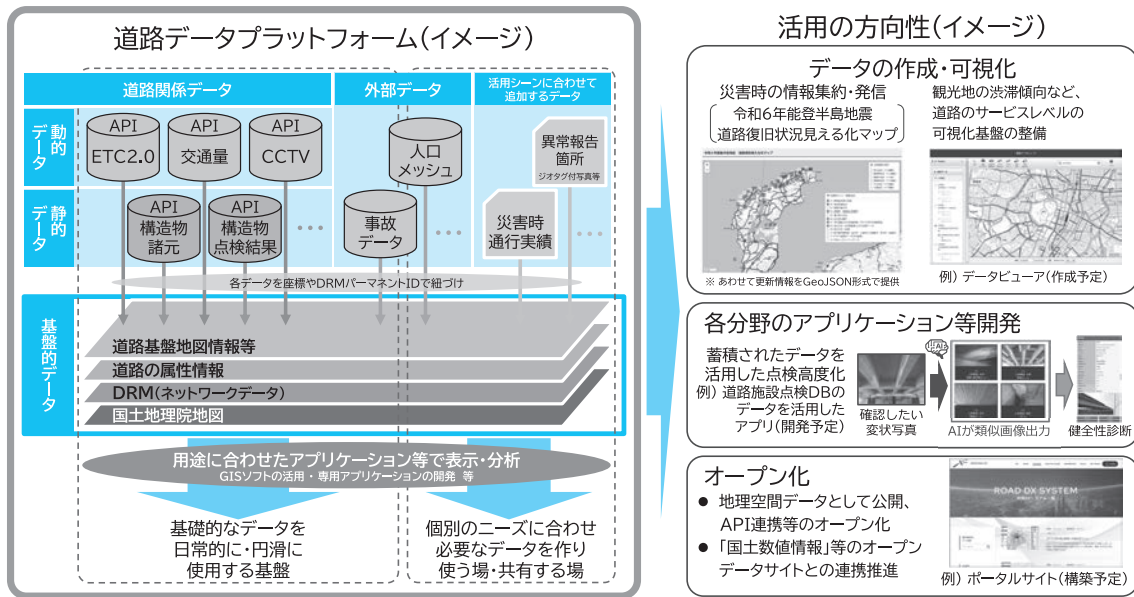 道路データプラットフォーム(イメージ)
道路関係データ
外部データ
活用シーンに合わせて
追加するデータ
動的
データ
API
ETC2.0
API
交通量
API
CCTV
人口
メッシュ
異常報告
箇所
ジオタグ付写真等
静的
データ
API
構造物
諸元
API
構造物
点検結果
…
事故
データ
…
災害時
通行実績
…
各データを座標やDRMパーマネントIDで紐づけ
基盤的データ
道路基盤地図情報等
道路の属性情報
DRM(ネットワークデータ)
国土地理院地図
用途に合わせたアプリケーション等で表示・分析
GISソフトの活用・専用アプリケーションの開発 等
基礎的なデータを
日常的に・円滑に
使用する基盤
個別のニーズに合わせ
必要なデータを作り
使う場・共有する場
活用の方向性(イメージ)
データの作成・可視化
災害時の情報集約・発信
令和6年能登半島地震
道路復旧状況見える化マップ
※ あわせて更新情報をGeoJSON形式で提供
観光地の渋滞傾向など、
道路のサービスレベルの
可視化基盤の整備
例) データビューア(作成予定)
各分野のアプリケーション等開発
蓄積されたデータを
活用した点検高度化
例) 道路施設点検DBの
データを活用した
アプリ(開発予定)
確認したい
変状写真
AI
AIが類似画像出力
健全性診断
オープン化
● 地理空間データとして公開、
API連携等のオープン化
● 「国土数値情報」等のオープン
データサイトとの連携推進
ROAD DX SYSTEM
例) ポータルサイト(構築予定)